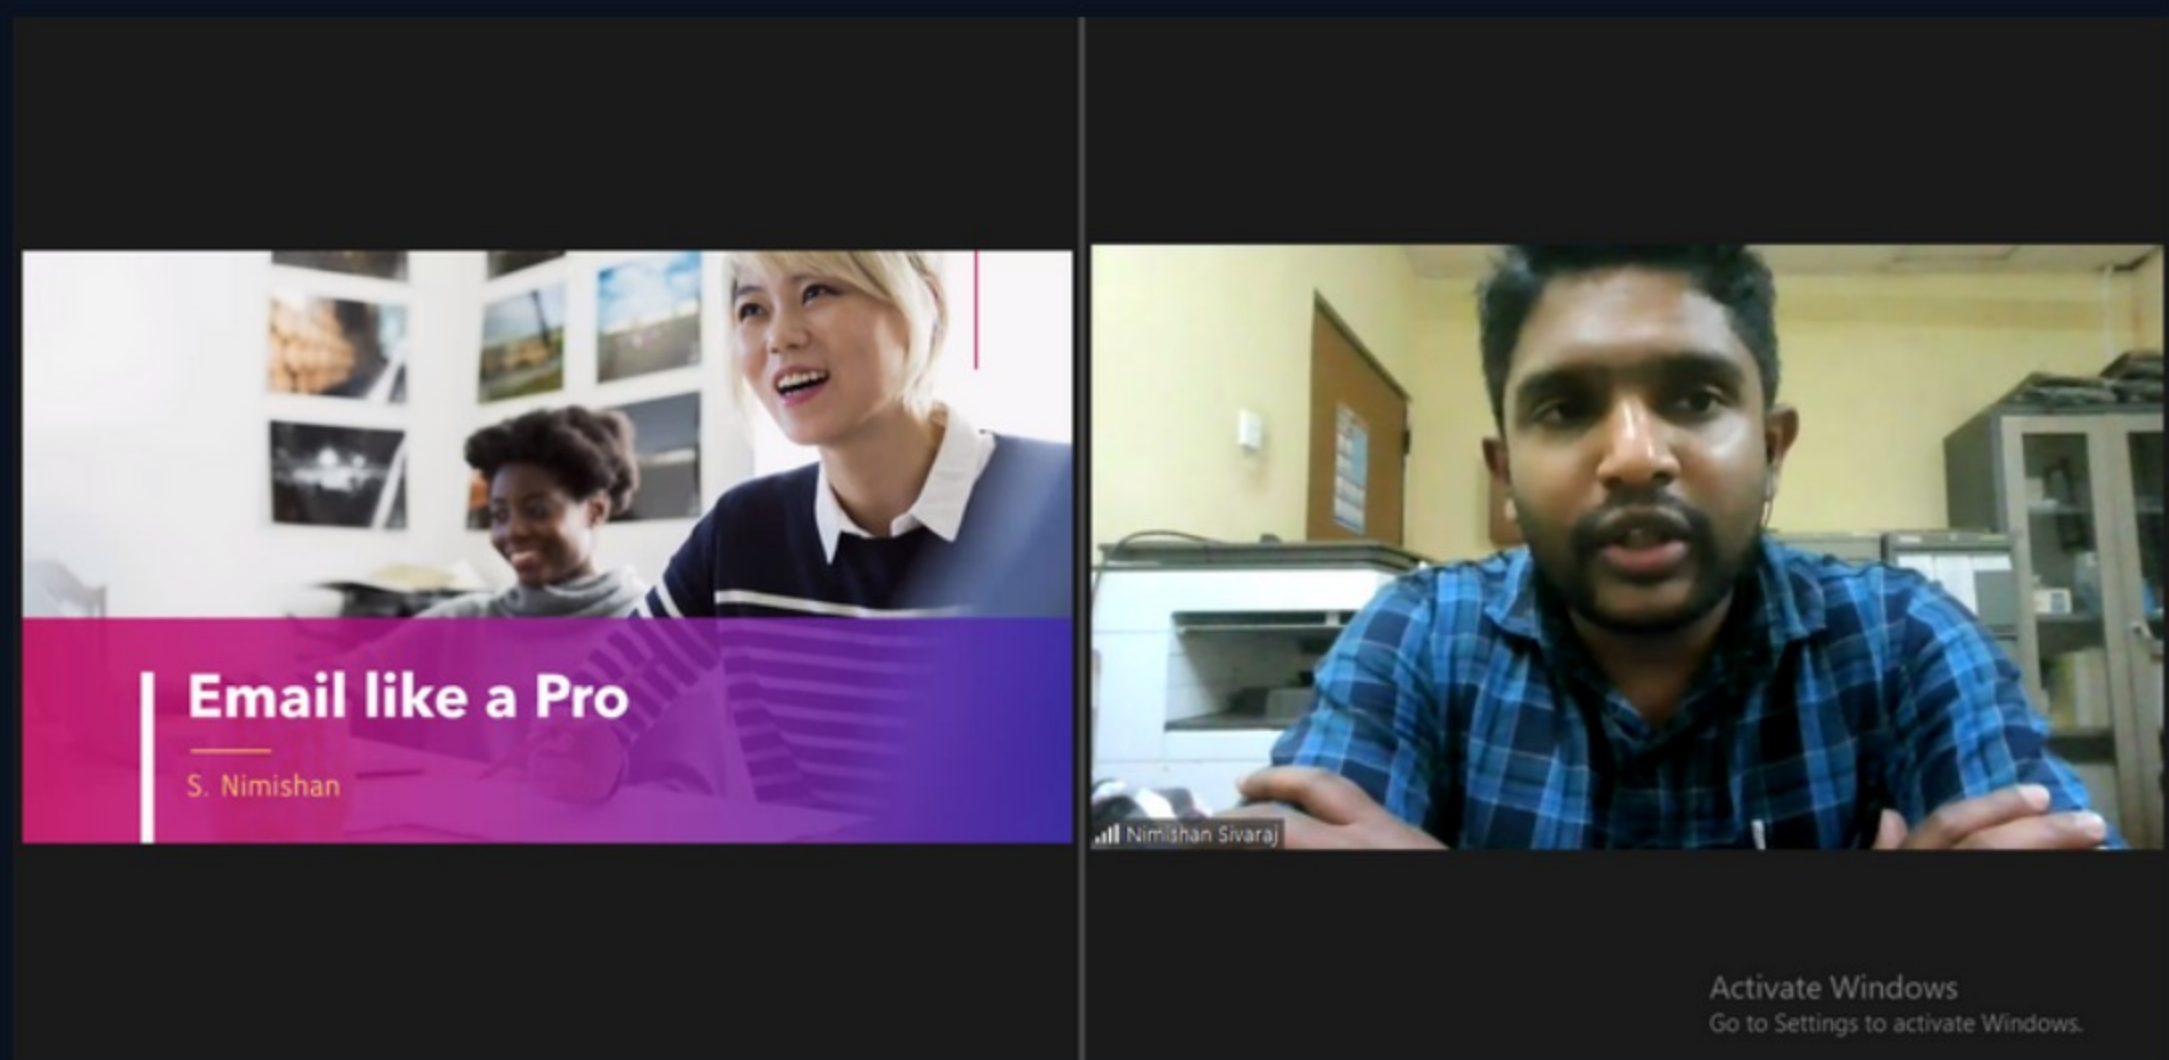 Email like a Pro
S. Nimishan
Nimishan Sivaraj
Activate Windows
Go to Settings to activate Windows.